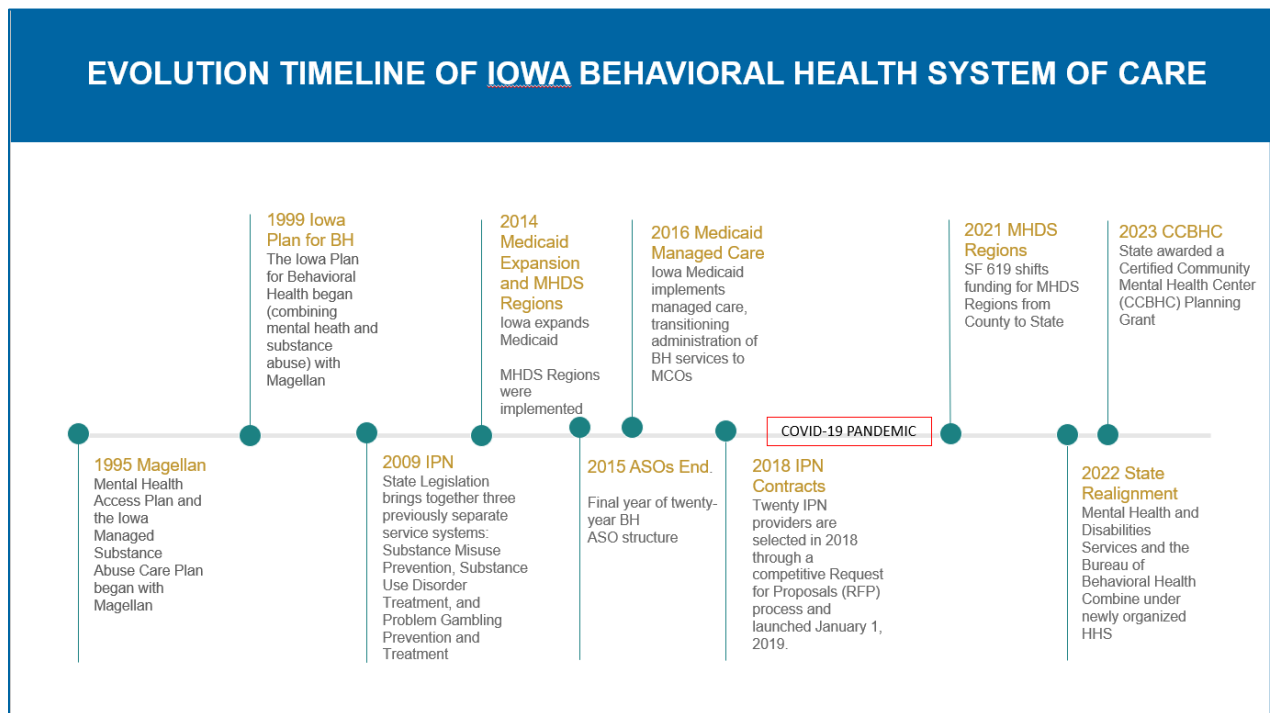 EVOLUTION TIMELINE OF IOWA BEHAVIORAL HEALTH SYSTEM OF CARE
1999 Iowa
Plan for BH
The Iowa Plan
for Behavioral
Health began
(combining
mental heath and
substance
abuse) with
Magellan
2014
Medicaid
Expansion
and MHDS
Regions
Iowa expands
Medicaid
MHDS Regions
were
implemented
2016 Medicaid
Managed Care
Iowa Medicaid
implements
managed care,
transitioning
administration of
BH services to
MCOs
2021 MHDS
Regions
SF 619 shifts
funding for MHDS
Regions from
County to State
2023 CCBHC
State awarded a
Certified Community
Mental Health Center
(CCBHC) Planning
Grant
COVID-19 PANDEMIC
1995 Magellan
Mental Health
Access Plan and
the Iowa
Managed
Substance
Abuse Care Plan
began with
Magellan
2009 IPN
State Legislation
brings together three
previously separate
service systems:
Substance Misuse
Prevention, Substance
Use Disorder
Treatment, and
Problem Gambling
Prevention and
Treatment
2015 ASOs End.
Final year of twenty-
year BH
ASO structure
2018 IPN
Contracts
Twenty IPN
providers are
selected in 2018
through a
competitive Request
for Proposals (RFP)
process and
launched January 1,
2019.
2022 State
Realignment
Mental Health and
Disabilities
Services and the
Bureau of
Behavioral Health
Combine under
newly organized
HHS